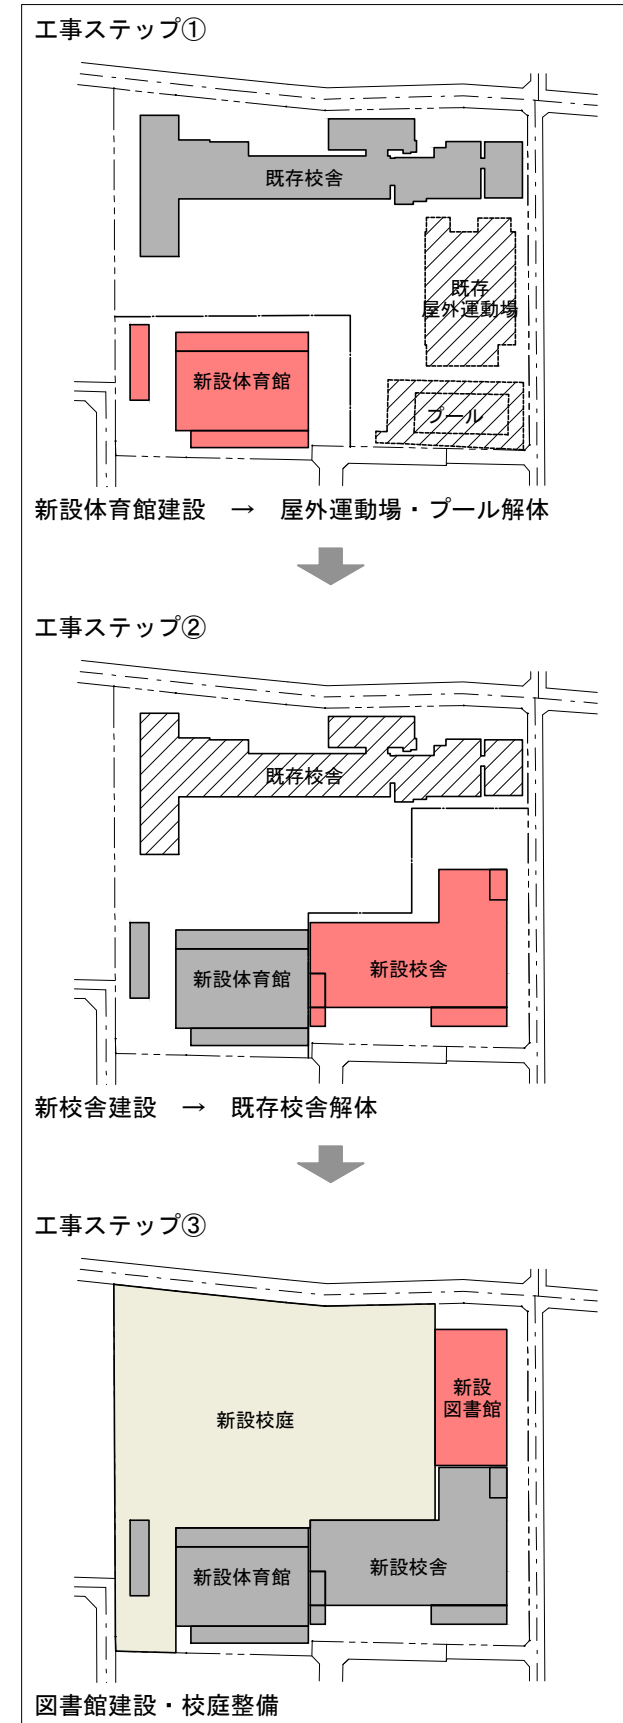 工事ステップ①
既存校舎
既存
屋外運動場
新設体育館
プール
新設体育館建設　→　屋外運動場・プール解体
工事ステップ②
既存校舎
新設体育館
新設校舎
新校舎建設　→　既存校舎解体
工事ステップ③
新設
図書館
新設校庭
新設体育館
新設校舎
図書館建設・校庭整備